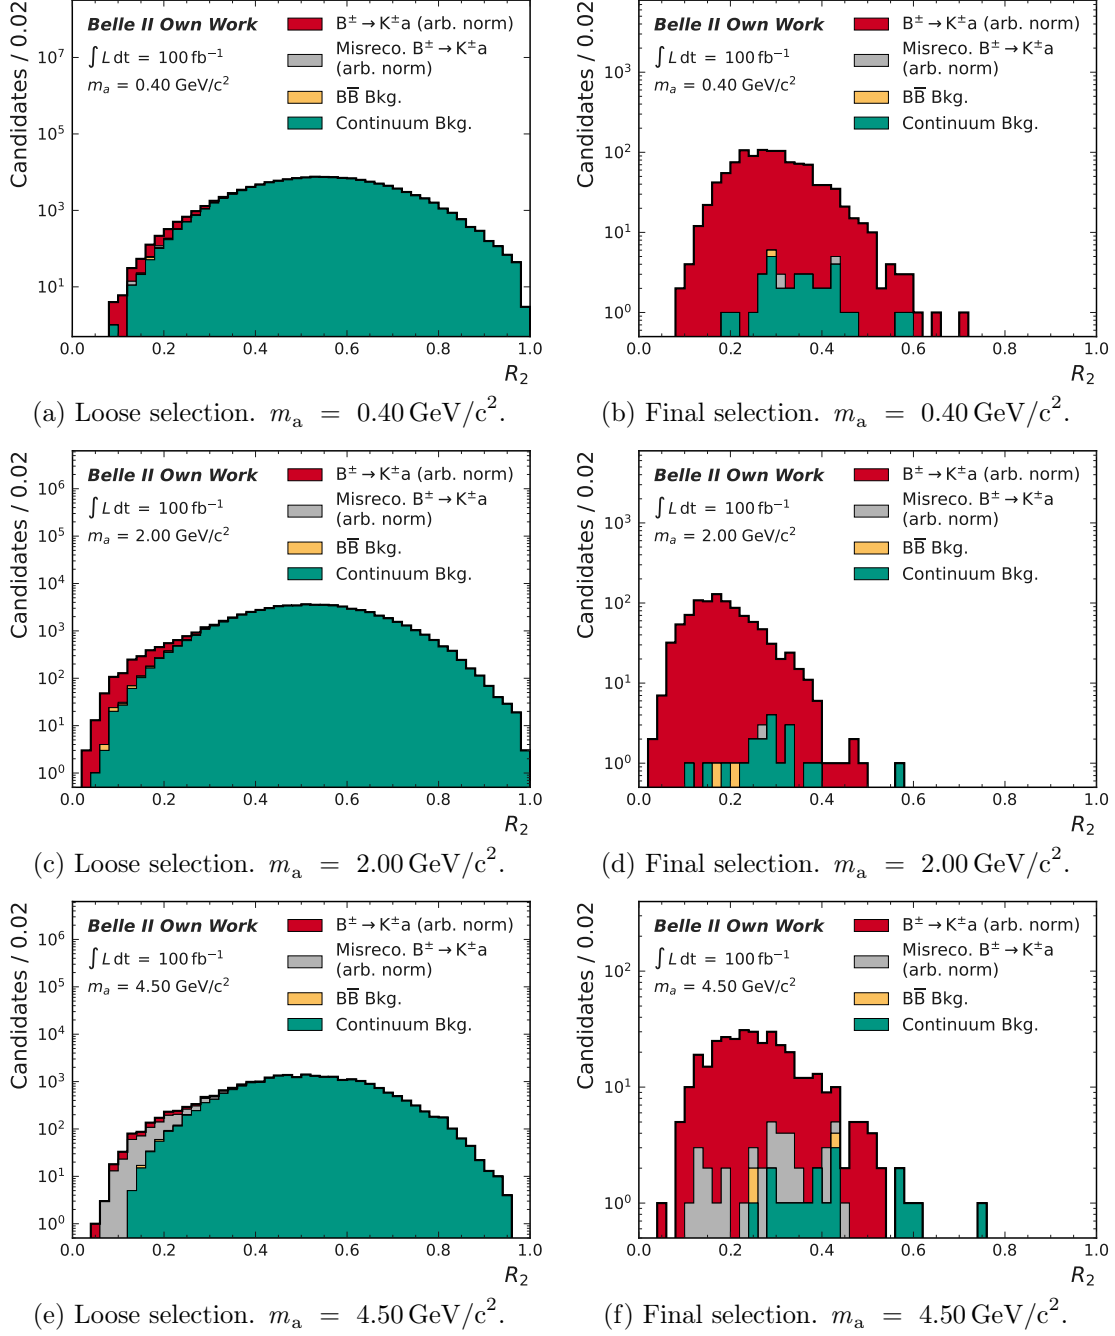 Candidates / 0.02
Belle II Own Work
∫ L dt = 100 fb⁻¹
mₐ = 0.40 GeV/c²
B± → K±a (arb. norm)
Misreco. B± → K±a
(arb. norm)
BB̅ Bkg.
Continuum Bkg.
10⁷
10⁵
10³
10¹
0.0 0.2 0.4 0.6 0.8 1.0
R₂
(a) Loose selection. mₐ = 0.40 GeV/c².
Candidates / 0.02
Belle II Own Work
∫ L dt = 100 fb⁻¹
mₐ = 0.40 GeV/c²
B± → K±a (arb. norm)
Misreco. B± → K±a
(arb. norm)
BB̅ Bkg.
Continuum Bkg.
10³
10²
10¹
10⁰
0.0 0.2 0.4 0.6 0.8 1.0
R₂
(b) Final selection. mₐ = 0.40 GeV/c².
Candidates / 0.02
Belle II Own Work
∫ L dt = 100 fb⁻¹
mₐ = 2.00 GeV/c²
B± → K±a (arb. norm)
Misreco. B± → K±a
(arb. norm)
BB̅ Bkg.
Continuum Bkg.
10⁶
10⁵
10⁴
10³
10²
10¹
10⁰
0.0 0.2 0.4 0.6 0.8 1.0
R₂
(c) Loose selection. mₐ = 2.00 GeV/c².
Candidates / 0.02
Belle II Own Work
∫ L dt = 100 fb⁻¹
mₐ = 2.00 GeV/c²
B± → K±a (arb. norm)
Misreco. B± → K±a
(arb. norm)
BB̅ Bkg.
Continuum Bkg.
10³
10²
10¹
10⁰
0.0 0.2 0.4 0.6 0.8 1.0
R₂
(d) Final selection. mₐ = 2.00 GeV/c².
Candidates / 0.02
Belle II Own Work
∫ L dt = 100 fb⁻¹
mₐ = 4.50 GeV/c²
B± → K±a (arb. norm)
Misreco. B± → K±a
(arb. norm)
BB̅ Bkg.
Continuum Bkg.
10⁶
10⁵
10⁴
10³
10²
10¹
10⁰
0.0 0.2 0.4 0.6 0.8 1.0
R₂
(e) Loose selection. mₐ = 4.50 GeV/c².
Candidates / 0.02
Belle II Own Work
∫ L dt = 100 fb⁻¹
mₐ = 4.50 GeV/c²
B± → K±a (arb. norm)
Misreco. B± → K±a
(arb. norm)
BB̅ Bkg.
Continuum Bkg.
10²
10¹
10⁰
0.0 0.2 0.4 0.6 0.8 1.0
R₂
(f) Final selection. mₐ = 4.50 GeV/c².